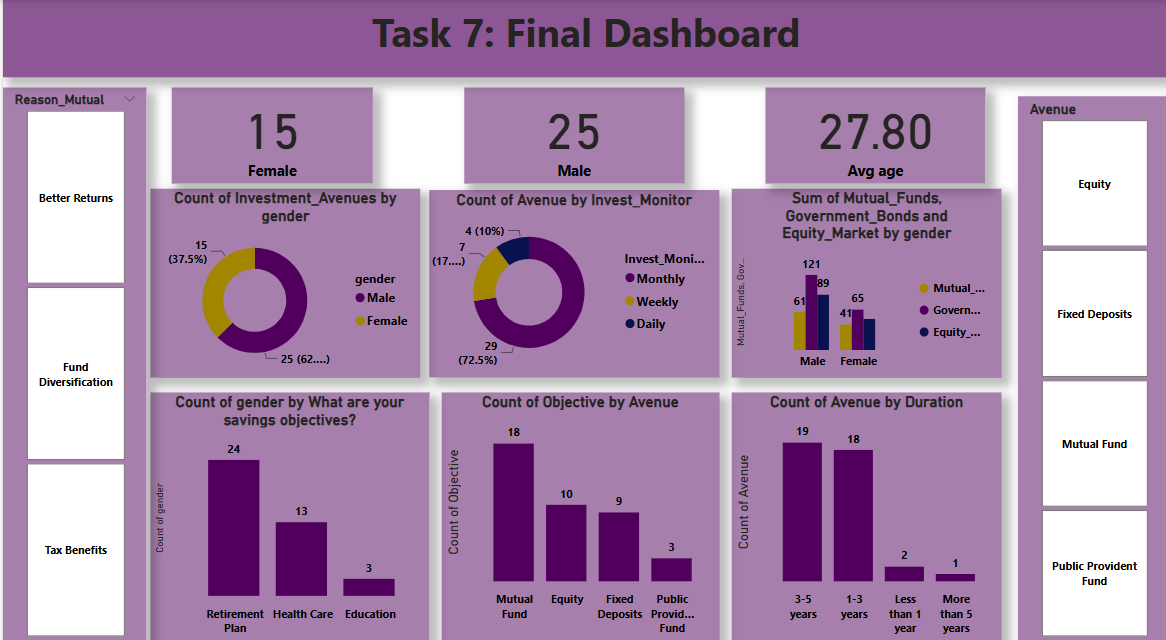 Task 7: Final Dashboard
Reason_Mutual
Better Returns
Fund
Diversification
Tax Benefits
15
Female
25
Male
27.80
Avg age
Count of Investment_Avenues by
gender
15
(37.5%)
25 (62....)
gender
Male
Female
Count of Avenue by Invest_Monitor
4 (10%)
7
(17....)
29
(72.5%)
Invest_Moni...
Monthly
Weekly
Daily
Sum of Mutual_Funds,
Government_Bonds and
Equity_Market by gender
Mutual_Funds, Gov...
61
121
89
41
65
Male
Female
Mutual_...
Govern...
Equity_...
Count of gender by What are your
savings objectives?
Count of gender
24
13
3
Retirement
Plan
Health Care
Education
Count of Objective by Avenue
Count of Objective
18
10
9
3
Mutual
Fund
Equity
Fixed
Deposits
Public
Provid...
Fund
Count of Avenue by Duration
Count of Avenue
19
18
2
1
3-5
years
1-3
years
Less
than 1
year
More
than 5
years
Avenue
Equity
Fixed Deposits
Mutual Fund
Public Provident
Fund